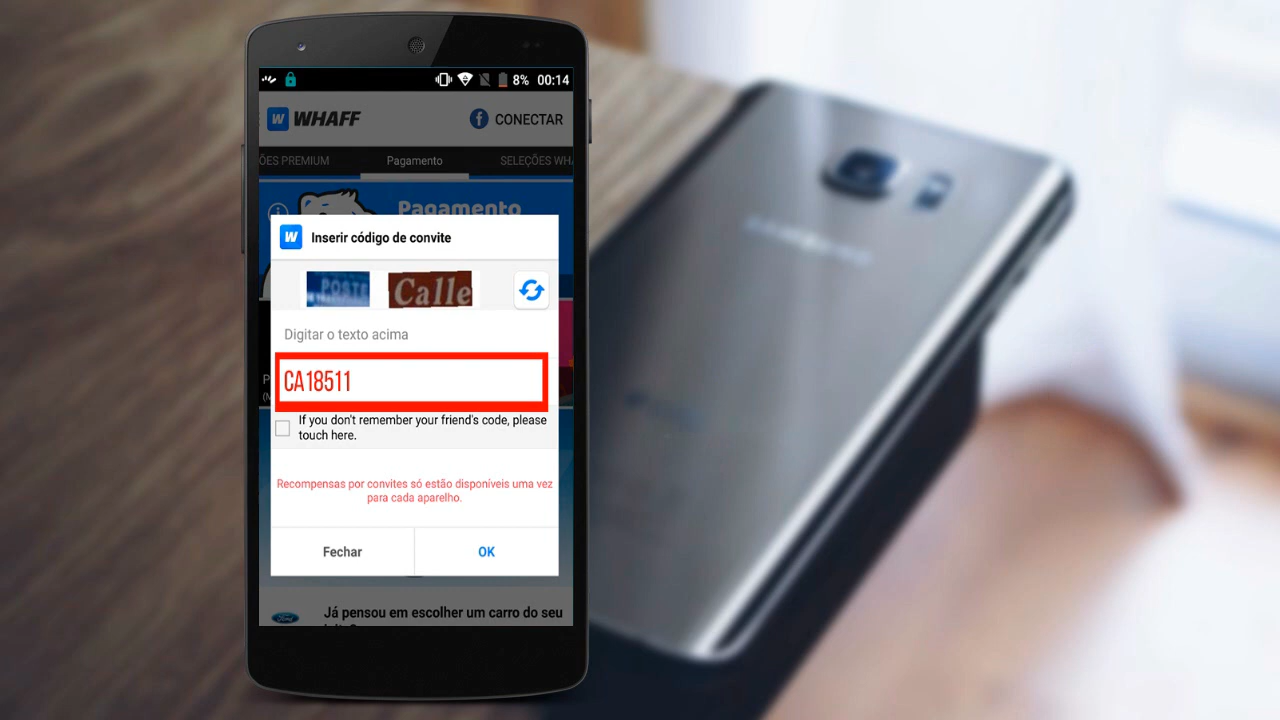 8% 00:14
W WHAFF f CONECTAR
ÕES PREMIUM Pagamento SELEÇÕES WHA
Pagamento
W Inserir código de convite
POSTE Calle
Digitar o texto acima
CA18511
If you don't remember your friend's code, please
touch here.
Recompensas por convites só estão disponíveis uma vez
para cada aparelho.
Fechar OK
Já pensou em escolher um carro do seu